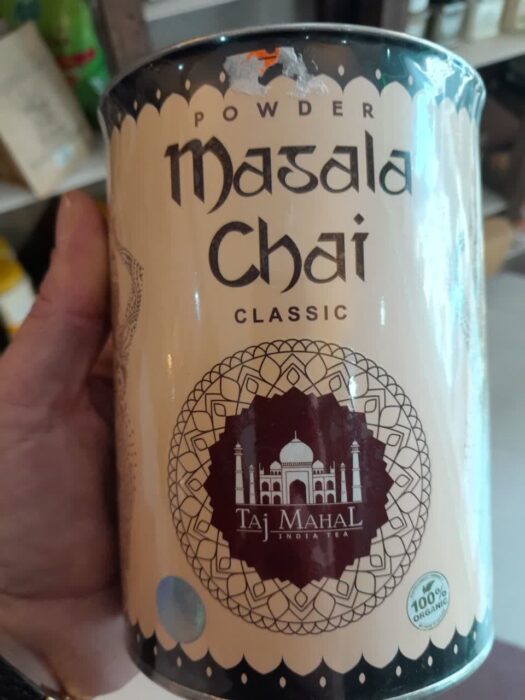 POWDER
Masala
Chai
CLASSIC
TAJ MAHAL
INDIA TEA
100%
ORGANIC